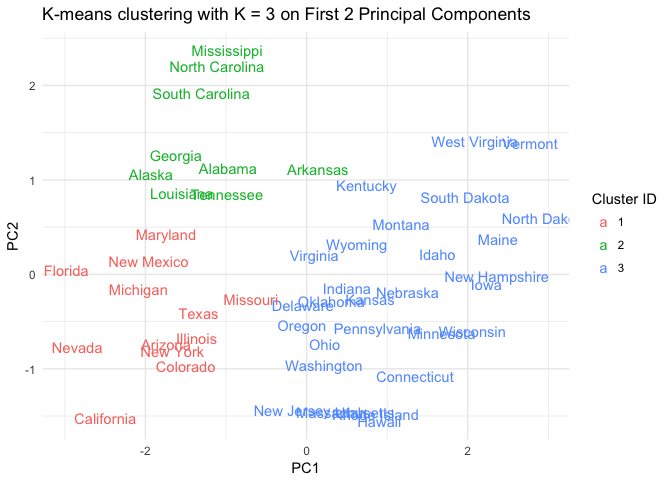 K-means clustering with K = 3 on First 2 Principal Components
Mississippi
North Carolina
South Carolina
West Virginia
Vermont
Georgia
Alabama
Arkansas
Alaska
Kentucky
Louisiana
Tennessee
South Dakota
North Dako
Montana
Maryland
Maine
Wyoming
Virginia
Idaho
New Mexico
Florida
New Hampshire
Iowa
Michigan
Indiana
Nebraska
Missouri
Oklahoma
Kansas
Delaware
Texas
Oregon
Pennsylvania
Minnesota
Wisconsin
Illinois
Arizona
Ohio
Nevada
New York
Colorado
Washington
Connecticut
New Jersey
Massachusetts
Utah
Rhode Island
California
Hawaii
2
1
0
-1
-2
0
2
PC1
PC2
Cluster ID
a 1
a 2
a 3